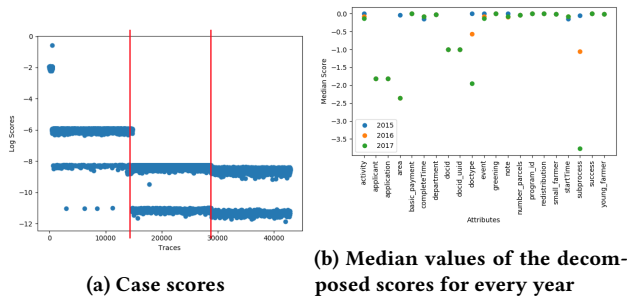 0
−2
−4
−6
−8
−10
−12
Log Scores
0
10000
20000
30000
40000
Traces
(a) Case scores
0.0
−0.5
−1.0
−1.5
−2.0
−2.5
−3.0
−3.5
Median Score
2015
2016
2017
activity
applicant
application
area
basic_payment
completeTime
department
docid
docid_uuid
doctype
event
greening
note
number_parcels
program_id
redistribution
small_farmer
startTime
subprocess
success
young_farmer
Attributes
(b) Median values of the decom-
posed scores for every year